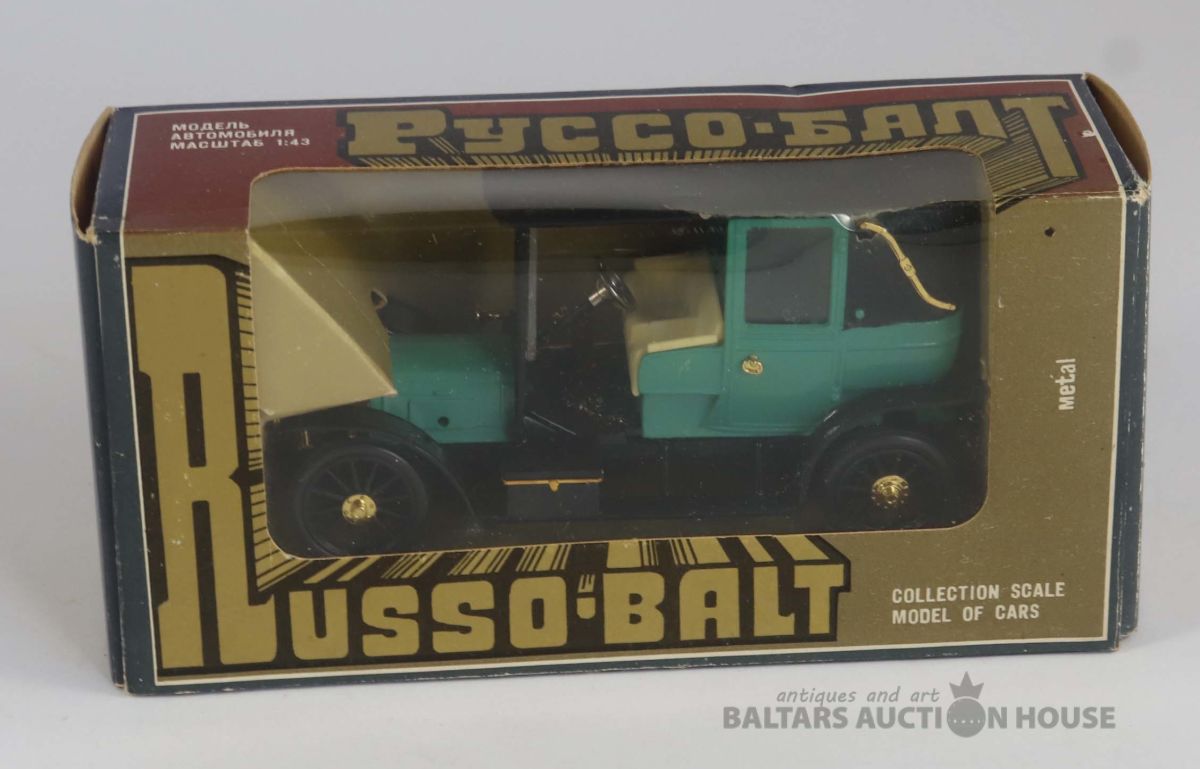 МОДЕЛЬ
АВТОМОБИЛЯ
МАСШТАБ 1:43
РУССО-БАЛТ
metal
RUSSO-BALT
COLLECTION SCALE
MODEL OF CARS
antiques and art
BALTARS AUCTION HOUSE